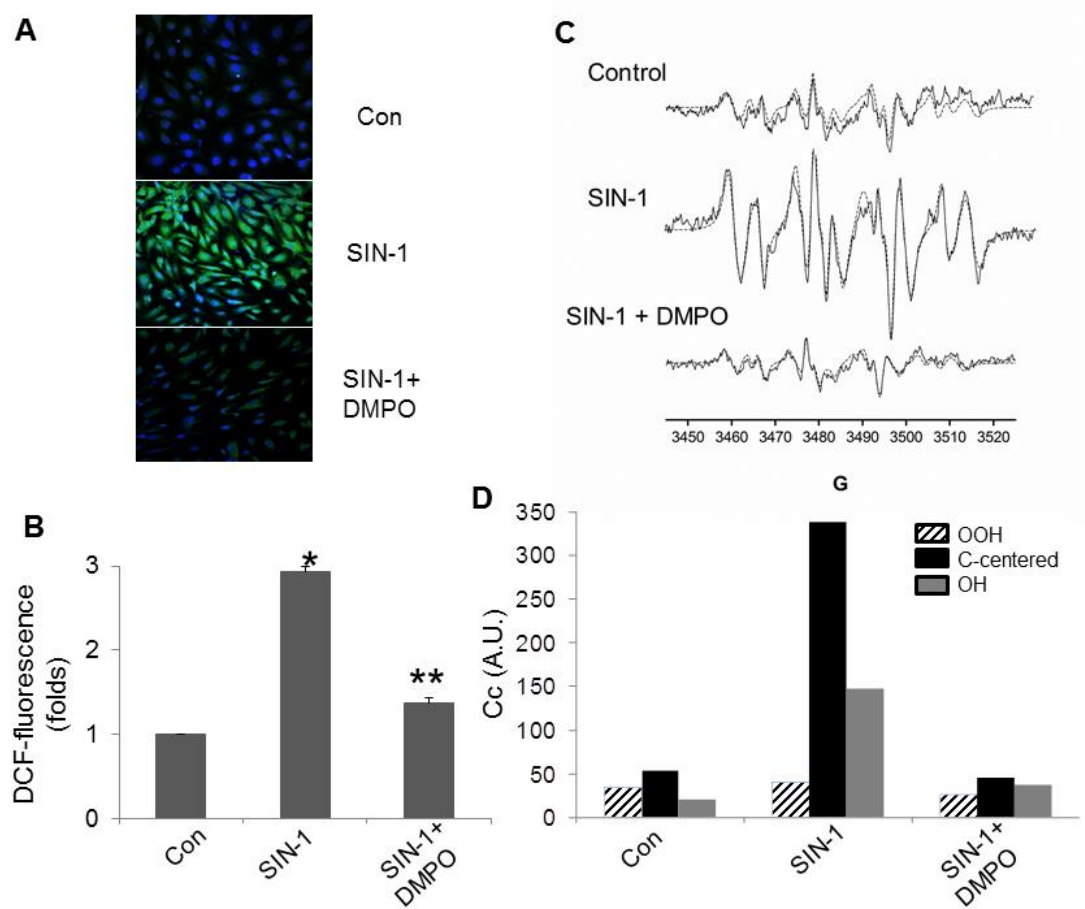 A
Con
SIN-1
SIN-1+
DMPO
B
DCF-fluorescence
(folds)
3
2
1
0
*
**
Con
SIN-1
SIN-1+
DMPO
C
Control
SIN-1
SIN-1 + DMPO
3450 3460 3470 3480 3490 3500 3510 3520
G
D
Cc (A.U.)
350
300
250
200
150
100
50
0
OOH
C-centered
OH
Con
SIN-1
SIN-1+
DMPO